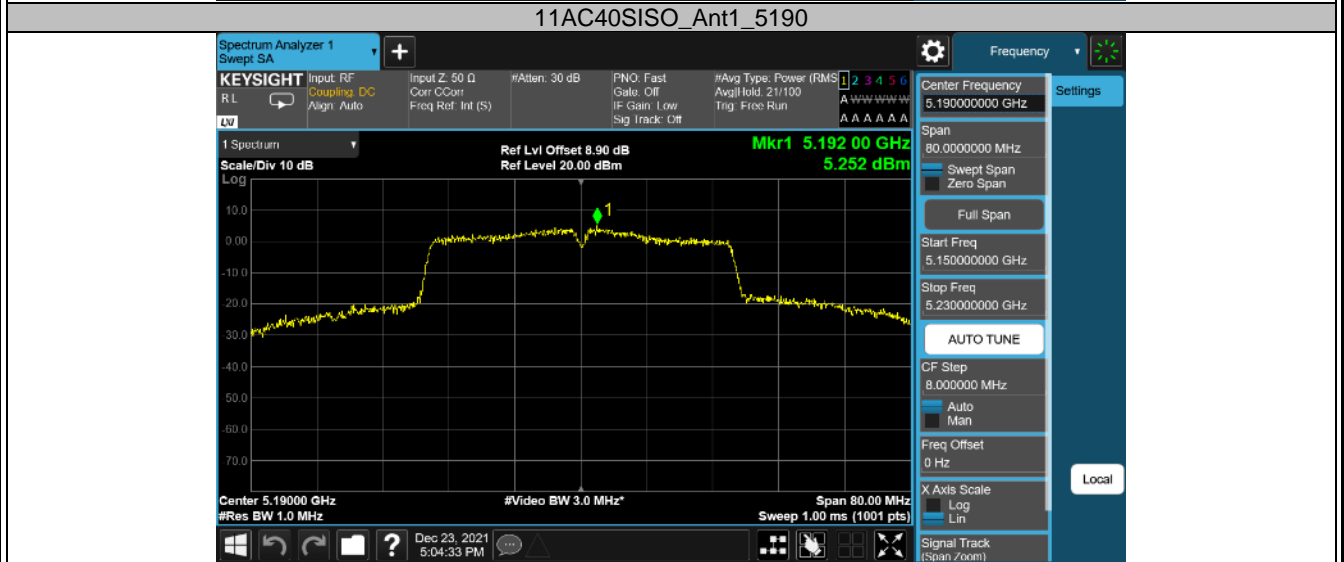 11AC40SISO_Ant1_5190
Spectrum Analyzer 1
Swept SA
Frequency
KEYSIGHT
R L
LXI
Input: RF
Coupling: DC
Align: Auto
Input Z: 50 Ω
Corr CCorr
Freq Ref: Int (S)
#Atten: 30 dB
PNO: Fast
Gate: Off
IF Gain: Low
Sig Track: Off
#Avg Type: Power (RMS
Avg|Hold: 21/100
Trig: Free Run
1 2 3 4 5 6
A W W W W W
A A A A A A
1 Spectrum
Scale/Div 10 dB
Ref Lvl Offset 8.90 dB
Ref Level 20.00 dBm
Mkr1 5.192 00 GHz
5.252 dBm
Log
10.0
0.00
-10.0
-20.0
-30.0
-40.0
50.0
-60.0
70.0
1
Center 5.19000 GHz
#Res BW 1.0 MHz
#Video BW 3.0 MHz*
Span 80.00 MHz
Sweep 1.00 ms (1001 pts)
Center Frequency
5.190000000 GHz
Span
80.0000000 MHz
Swept Span
Zero Span
Full Span
Start Freq
5.150000000 GHz
Stop Freq
5.230000000 GHz
AUTO TUNE
CF Step
8.000000 MHz
Auto
Man
Freq Offset
0 Hz
X Axis Scale
Log
Lin
Signal Track
(Span Zoom)
Settings
Local
?
Dec 23, 2021
5:04:33 PM